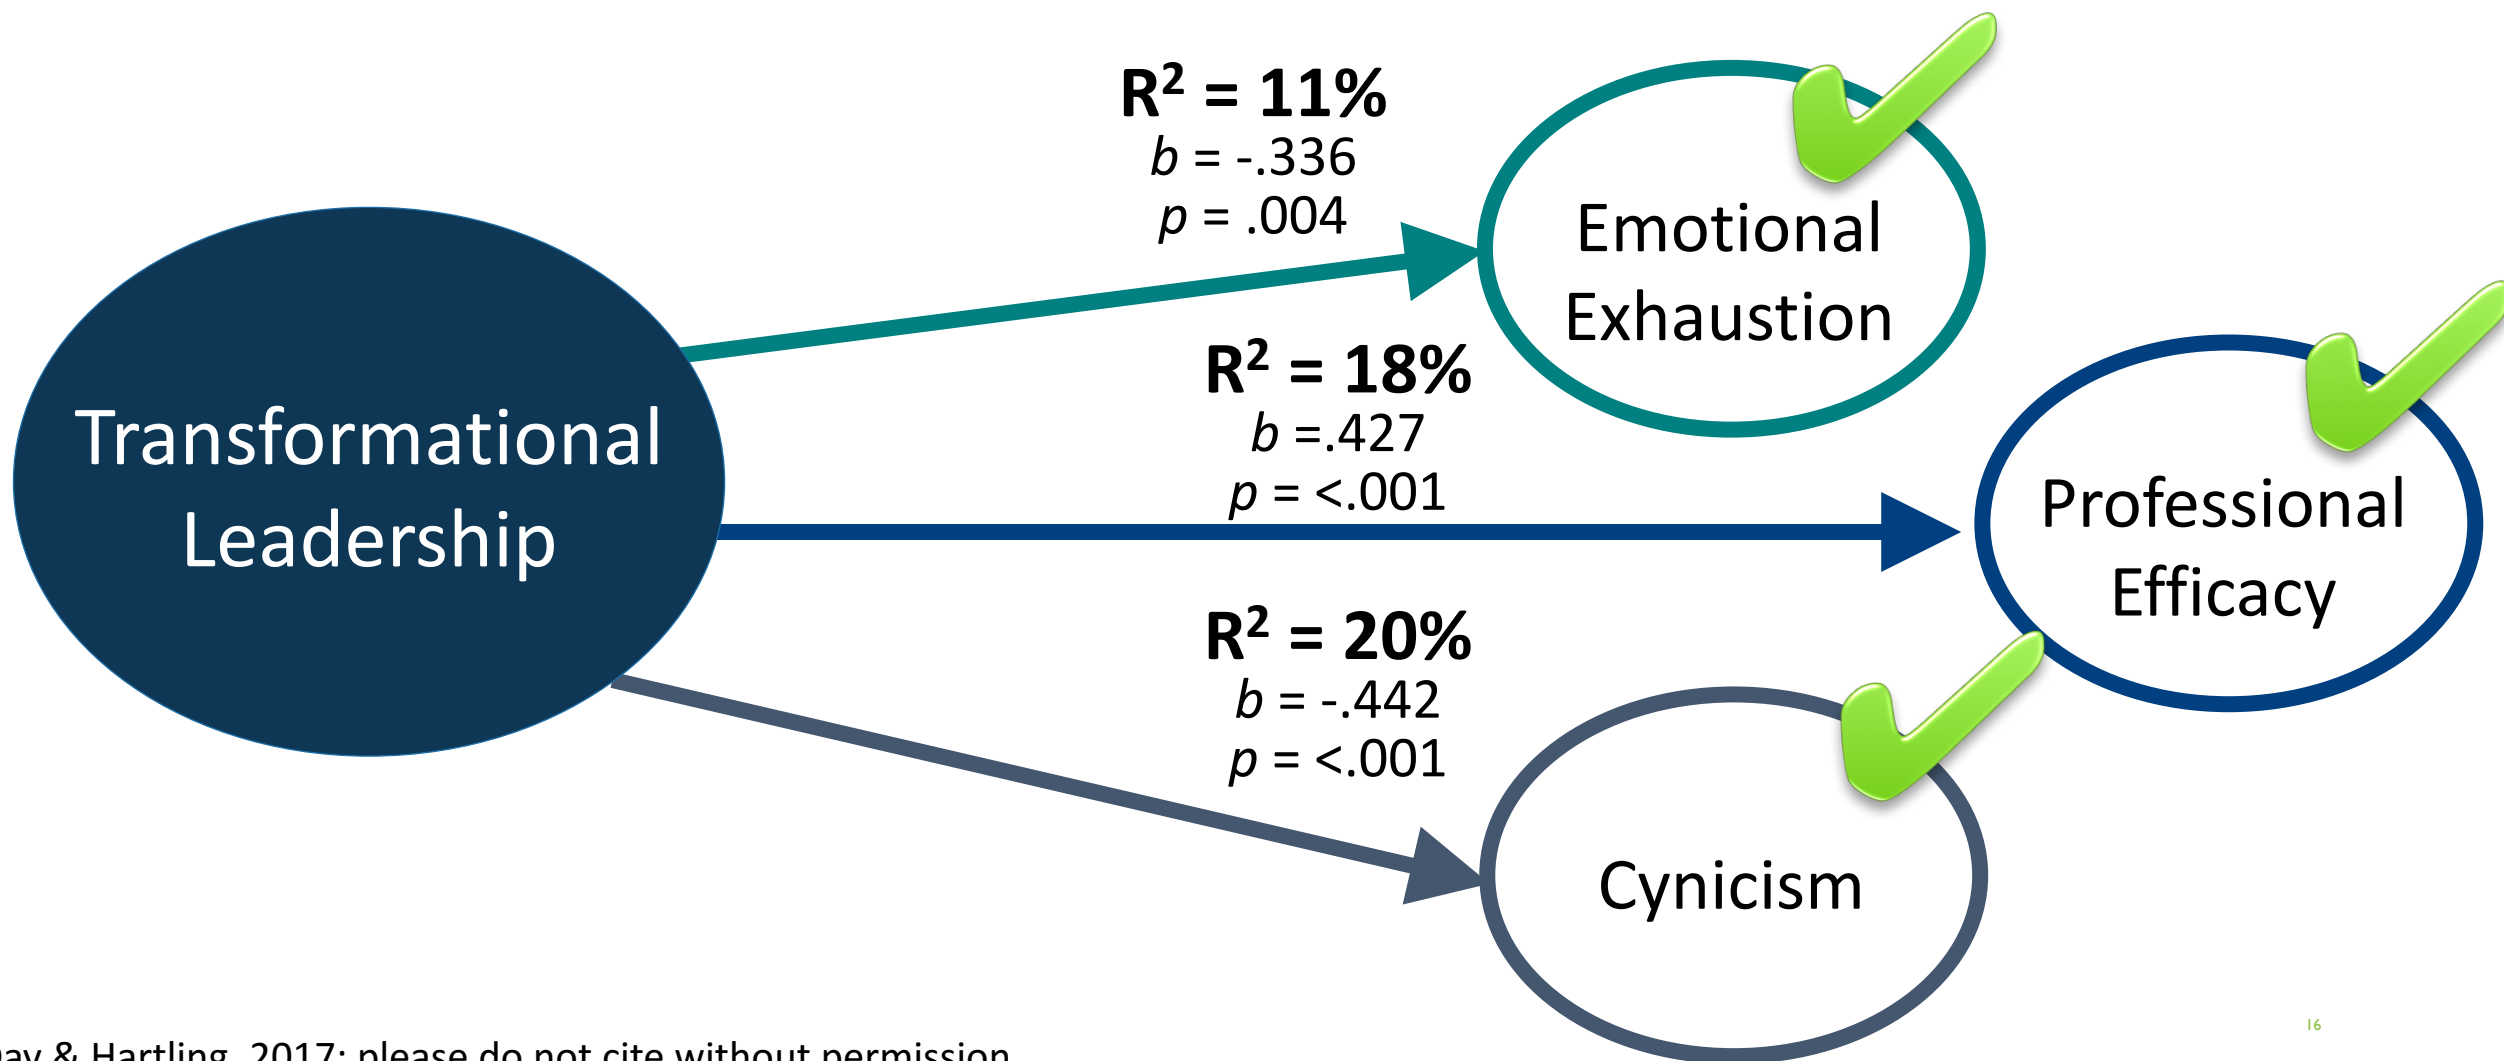 R² = 11%
b = -.336
p = .004
Emotional
Exhaustion
R² = 18%
b =.427
p = <.001
Transformational
Leadership
Professional
Efficacy
R² = 20%
b = -.442
p = <.001
Cynicism
16
Day & Hartling, 2017; please do not cite without permission